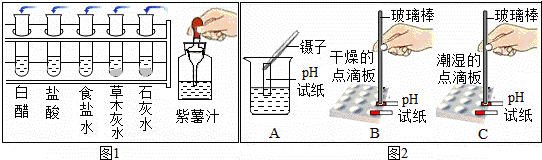 白醋
盐酸
食盐水
草木灰水
石灰水
紫薯汁
图1
镊子
pH
试纸
A
玻璃棒
干燥的
点滴板
pH
试纸
B
玻璃棒
潮湿的
点滴板
pH
试纸
C
图2